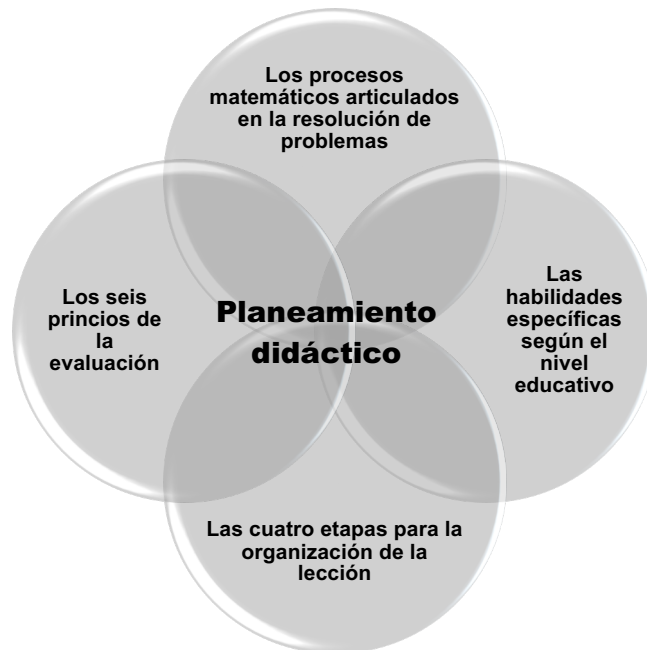 Los procesos
matemáticos articulados
en la resolución de
problemas
Los seis
princios de
la
evaluación
Planeamiento
didáctico
Las
habilidades
específicas
según el
nivel
educativo
Las cuatro etapas para la
organización de la
lección